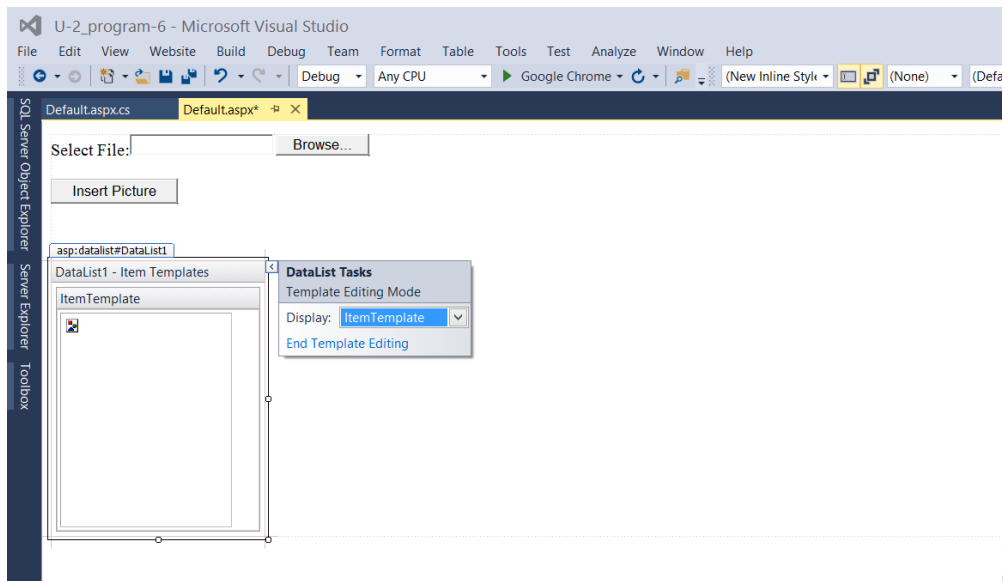 U-2_program-6 - Microsoft Visual Studio
File Edit View Website Build Debug Team Format Table Tools Test Analyze Window Help
Debug Any CPU Google Chrome (New Inline Style (None) (Defa
SQL Server Object Explorer
Server Explorer
Toolbox
Default.aspx.cs Default.aspx*
Select File: Browse...
Insert Picture
asp:datalist#DataList1
DataList1 - Item Templates
ItemTemplate
DataList Tasks
Template Editing Mode
Display: ItemTemplate
End Template Editing